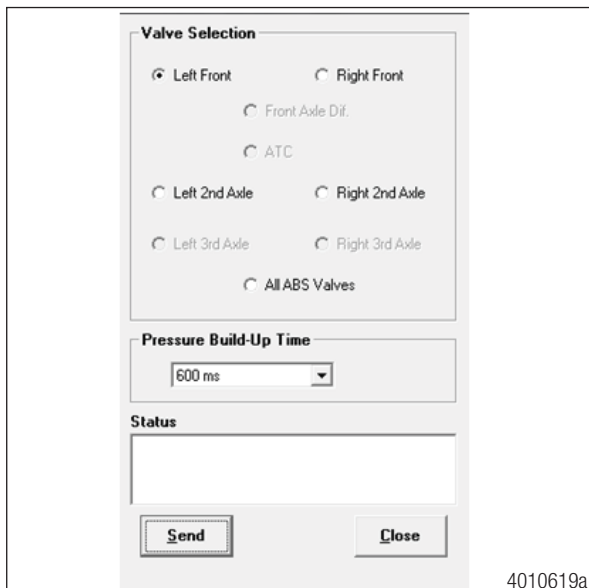 Valve Selection
Left Front Right Front
Front Axle Dif.
ATC
Left 2nd Axle Right 2nd Axle
Left 3rd Axle Right 3rd Axle
All ABS Valves
Pressure Build-Up Time
600 ms
Status
Send Close
4010619a